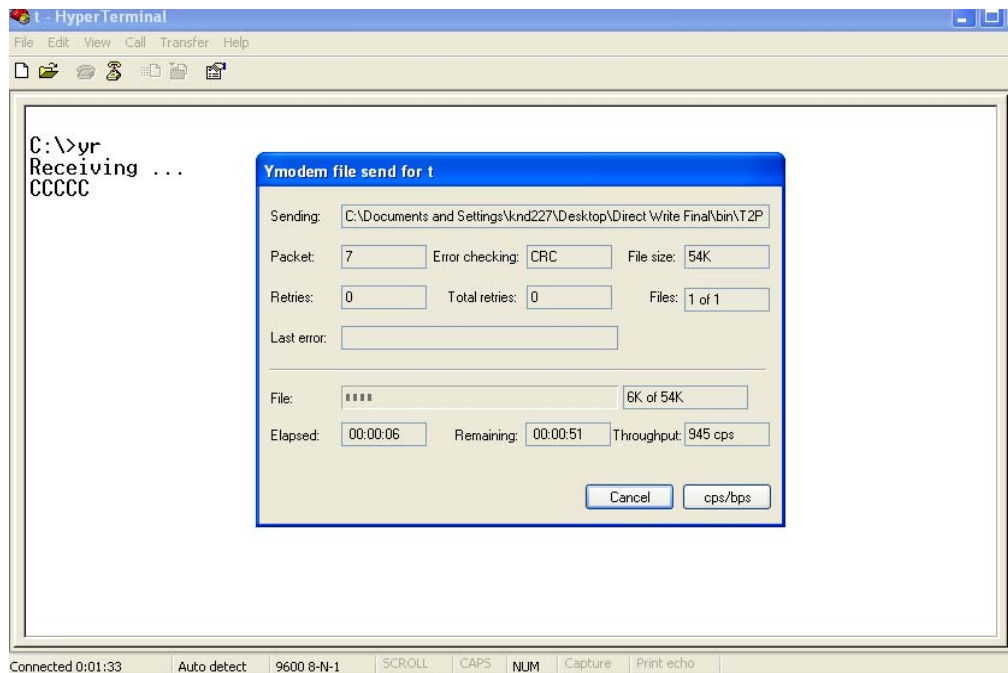 t - HyperTerminal
File Edit View Call Transfer Help
C:\>yr
Receiving ...
CCCCC
Ymodem file send for t
Sending: C:\Documents and Settings\knd227\Desktop\Direct Write Final\bin\T2P
Packet: 7 Error checking: CRC File size: 54K
Retries: 0 Total retries: 0 Files: 1 of 1
Last error:
File: 6K of 54K
Elapsed: 00:00:06 Remaining: 00:00:51 Throughput: 945 cps
Cancel cps/bps
Connected 0:01:33 Auto detect 9600 8-N-1 SCROLL CAPS NUM Capture Print echo